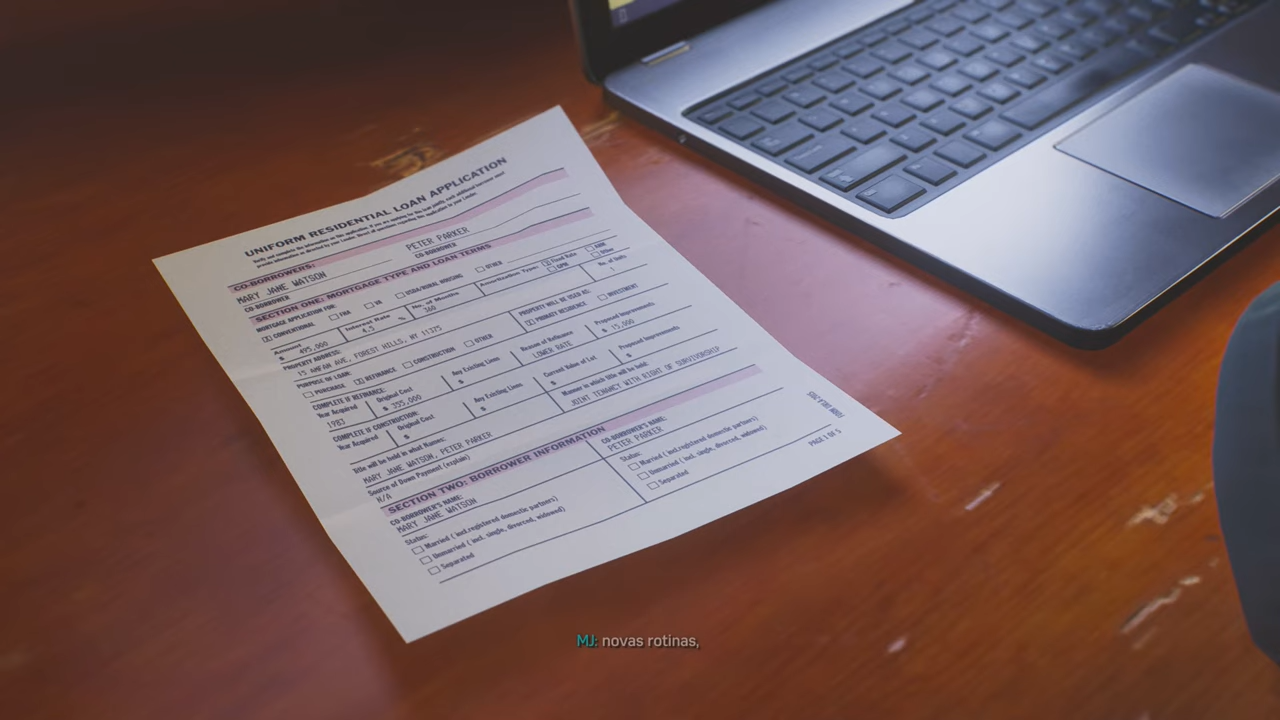 UNIFORM RESIDENTIAL LOAN APPLICATION
CO-BORROWERS:
MARY JANE WATSON
PETER PARKER
CO-BORROWER
CO-BORROWER
SECTION ONE: MORTGAGE TYPE AND LOAN TERMS
MORTGAGE APPLICATION FOR:
CONVENTIONAL
FHA
VA
USDA/RURAL HOUSING
OTHER
Amount
$ 495,000
Interest Rate
4.5 %
No. of Months
360
Amortization Type:
Fixed Rate
GPM
ARM
Other
No. of Units
1
PROPERTY ADDRESS:
FOREST HILLS, NY 11375
PURPOSE OF LOAN:
PURCHASE
REFINANCE
CONSTRUCTION
OTHER
PROPERTY WILL BE USED AS:
PRIMARY RESIDENCE
INVESTMENT
COMPLETE IF REFINANCE:
Year Acquired
1983
Original Cost
$ 355,000
Any Existing Liens
$
Reason of Refinance
LOWER RATE
Proposed Improvements
$ 15,000
COMPLETE IF CONSTRUCTION:
Year Acquired
Original Cost
$
Any Existing Liens
$
Current Value of Lot
$
Proposed Improvements
$
Title will be held in what Names:
MARY JANE WATSON, PETER PARKER
Manner in which title will be held:
JOINT TENANCY WITH RIGHT OF SURVIVORSHIP
Source of Down Payment (explain)
N/A
SECTION TWO: BORROWER INFORMATION
CO-BORROWER'S NAME:
MARY JANE WATSON
Status:
Married ( incl.registered domestic partners)
Unmarried ( incl. single, divorced, widowed)
Separated
CO-BORROWER'S NAME:
PETER PARKER
Status:
Married ( incl.registered domestic partners)
Unmarried ( incl. single, divorced, widowed)
Separated
PAGE 1 OF 5
MJ: novas rotinas,